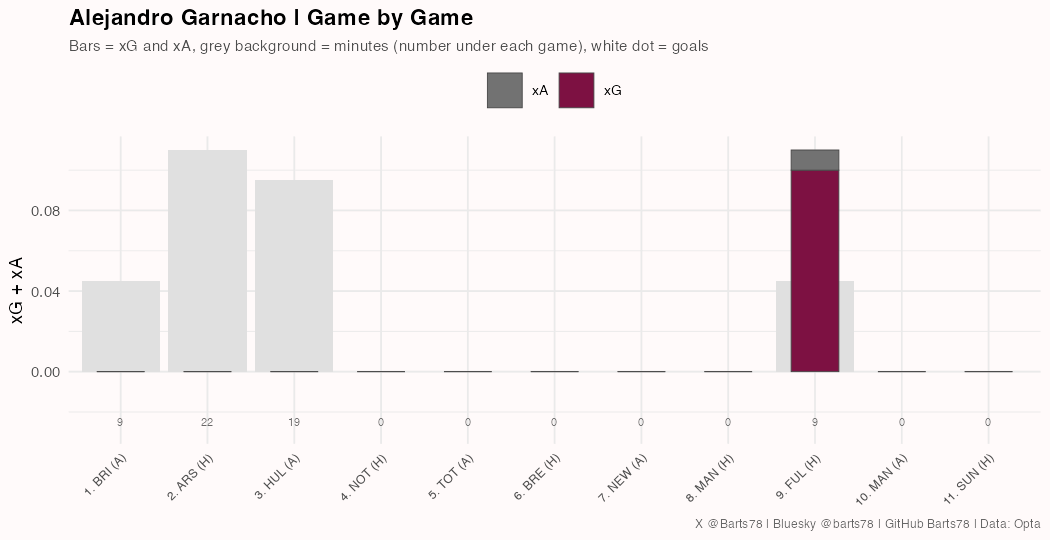 Alejandro Garnacho | Game by Game
Bars = xG and xA, grey background = minutes (number under each game), white dot = goals
xA xG
xG + xA
0.08
0.04
0.00
9 22 19 0 0 0 0 0 9 0 0
1. BRI (A)
2. ARS (H)
3. HUL (A)
4. NOT (H)
5. TOT (A)
6. BRE (H)
7. NEW (A)
8. MAN (H)
9. FUL (H)
10. MAN (A)
11. SUN (H)
X @Barts78 | Bluesky @barts78 | GitHub Barts78 | Data: Opta